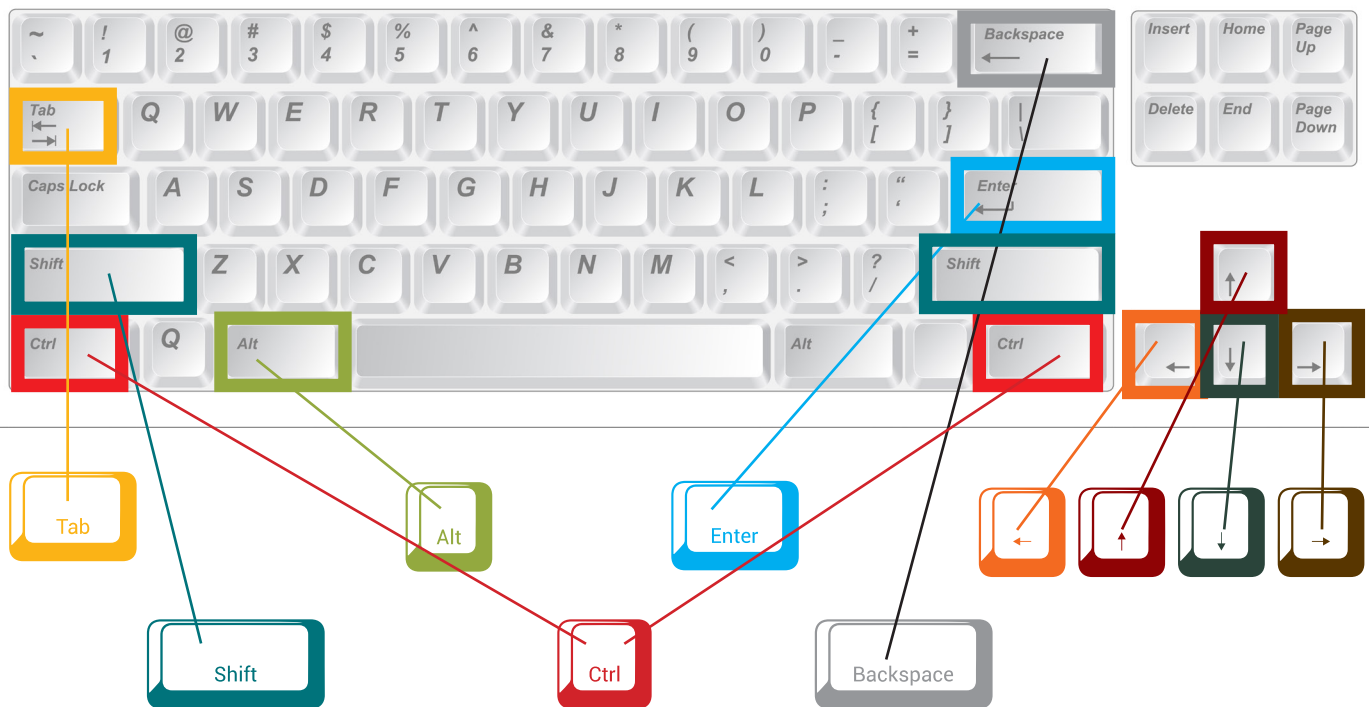 ~ ! @ # $ % ^ & * ( ) _ + Backspace
` 1 2 3 4 5 6 7 8 9 0 - = ←
Insert Home Page Up
Tab Q W E R T Y U I O P { } |
[ ] \
Delete End Page Down
Caps Lock A S D F G H J K L : “ Enter
; ‘
Shift Z X C V B N M < > ? Shift
, . /
↑
Ctrl Q Alt Alt Ctrl
← ↓ →
Tab
Alt
Enter
← ↑ ↓ →
Shift
Ctrl
Backspace